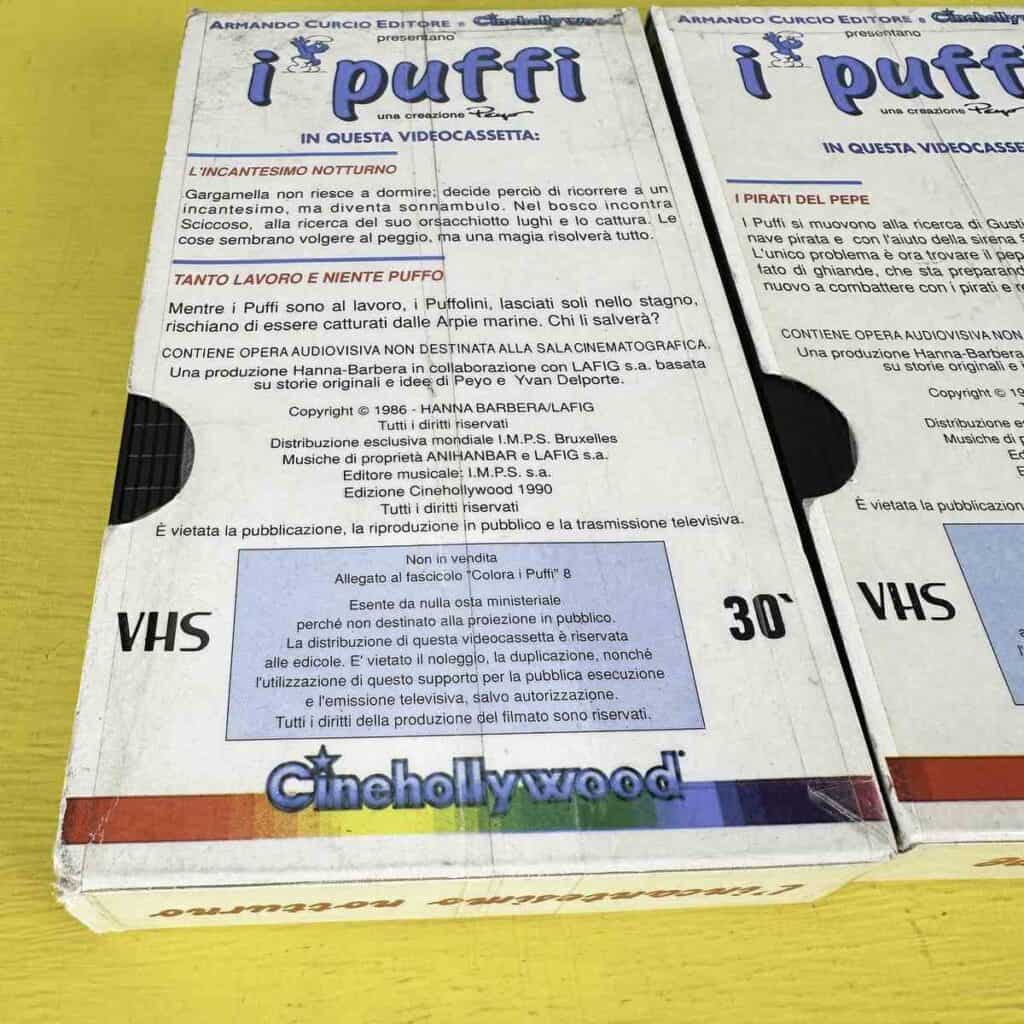 ARMANDO CURCIO EDITORE e Cinehollywood
presentano
i puffi
una creazione Peyo
IN QUESTA VIDEOCASSETTA:
L'INCANTESIMO NOTTURNO
Gargamella non riesce a dormire; decide perciò di ricorrere a un
incantesimo, ma diventa sonnambulo. Nel bosco incontra
Sciccoso, alla ricerca del suo orsacchiotto lughi e lo cattura. Le
cose sembrano volgere al peggio, ma una magia risolverà tutto.
TANTO LAVORO E NIENTE PUFFO
Mentre i Puffi sono al lavoro, i Puffolini, lasciati soli nello stagno,
rischiano di essere catturati dalle Arpie marine. Chi li salverà?
CONTIENE OPERA AUDIOVISIVA NON DESTINATA ALLA SALA CINEMATOGRAFICA.
Una produzione Hanna-Barbera in collaborazione con LAFIG s.a. basata
su storie originali e idee di Peyo e Yvan Delporte.
Copyright © 1986 - HANNA BARBERA/LAFIG
Tutti i diritti riservati
Distribuzione esclusiva mondiale I.M.P.S. Bruxelles
Musiche di proprietà ANIHANBAR e LAFIG s.a.
Editore musicale: I.M.P.S. s.a.
Edizione Cinehollywood 1990
Tutti i diritti riservati
È vietata la pubblicazione, la riproduzione in pubblico e la trasmissione televisiva.
Non in vendita
Allegato al fascicolo "Colora i Puffi" 8
Esente da nulla osta ministeriale
perché non destinato alla proiezione in pubblico.
La distribuzione di questa videocassetta è riservata
alle edicole. E' vietato il noleggio, la duplicazione, nonché
l'utilizzazione di questo supporto per la pubblica esecuzione
e l'emissione televisiva, salvo autorizzazione.
Tutti i diritti della produzione del filmato sono riservati.
VHS
30`
Cinehollywood
L'incantesimo notturno
ARMANDO CURCIO EDITORE e Cinehollyw
presentano
i puff
una creazione Peyo
IN QUESTA VIDEOCASSE
I PIRATI DEL PEPE
I Puffi si muovono alla ricerca di Gusti
nave pirata e con l'aiuto della sirena
L'unico problema è ora trovare il pep
fato di ghiande, che sta preparand
nuovo a combattere con i pirati e
CONTIENE OPERA AUDIOVISIVA NON
Una produzione Hanna-Barbera
su storie originali e
Copyright © 19
Distribuzione es
Musiche di p
Ed
È vietata la pubblicazion
VHS